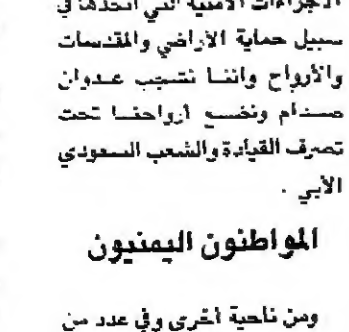 الاجراءات الامنية التي اتخذها في
سبيل حماية الاراضي والمقدسات
والأرواح واننا نشجب عدوان
صدام ونضع ارواحنا تحت
تصرف القيادة والشعب السعودي
الأبي .
المواطنون اليمنيون
ومن ناحية اخرى وفي عدد من